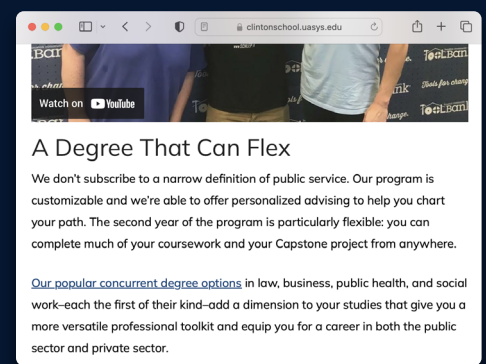 clintonschool.uasys.edu
ToolBank
Tools for change.
Watch on YouTube
A Degree That Can Flex
We don't subscribe to a narrow definition of public service. Our program is
customizable and we're able to offer personalized advising to help you chart
your path. The second year of the program is particularly flexible: you can
complete much of your coursework and your Capstone project from anywhere.
Our popular concurrent degree options in law, business, public health, and social
work–each the first of their kind–add a dimension to your studies that give you a
more versatile professional toolkit and equip you for a career in both the public
sector and private sector.